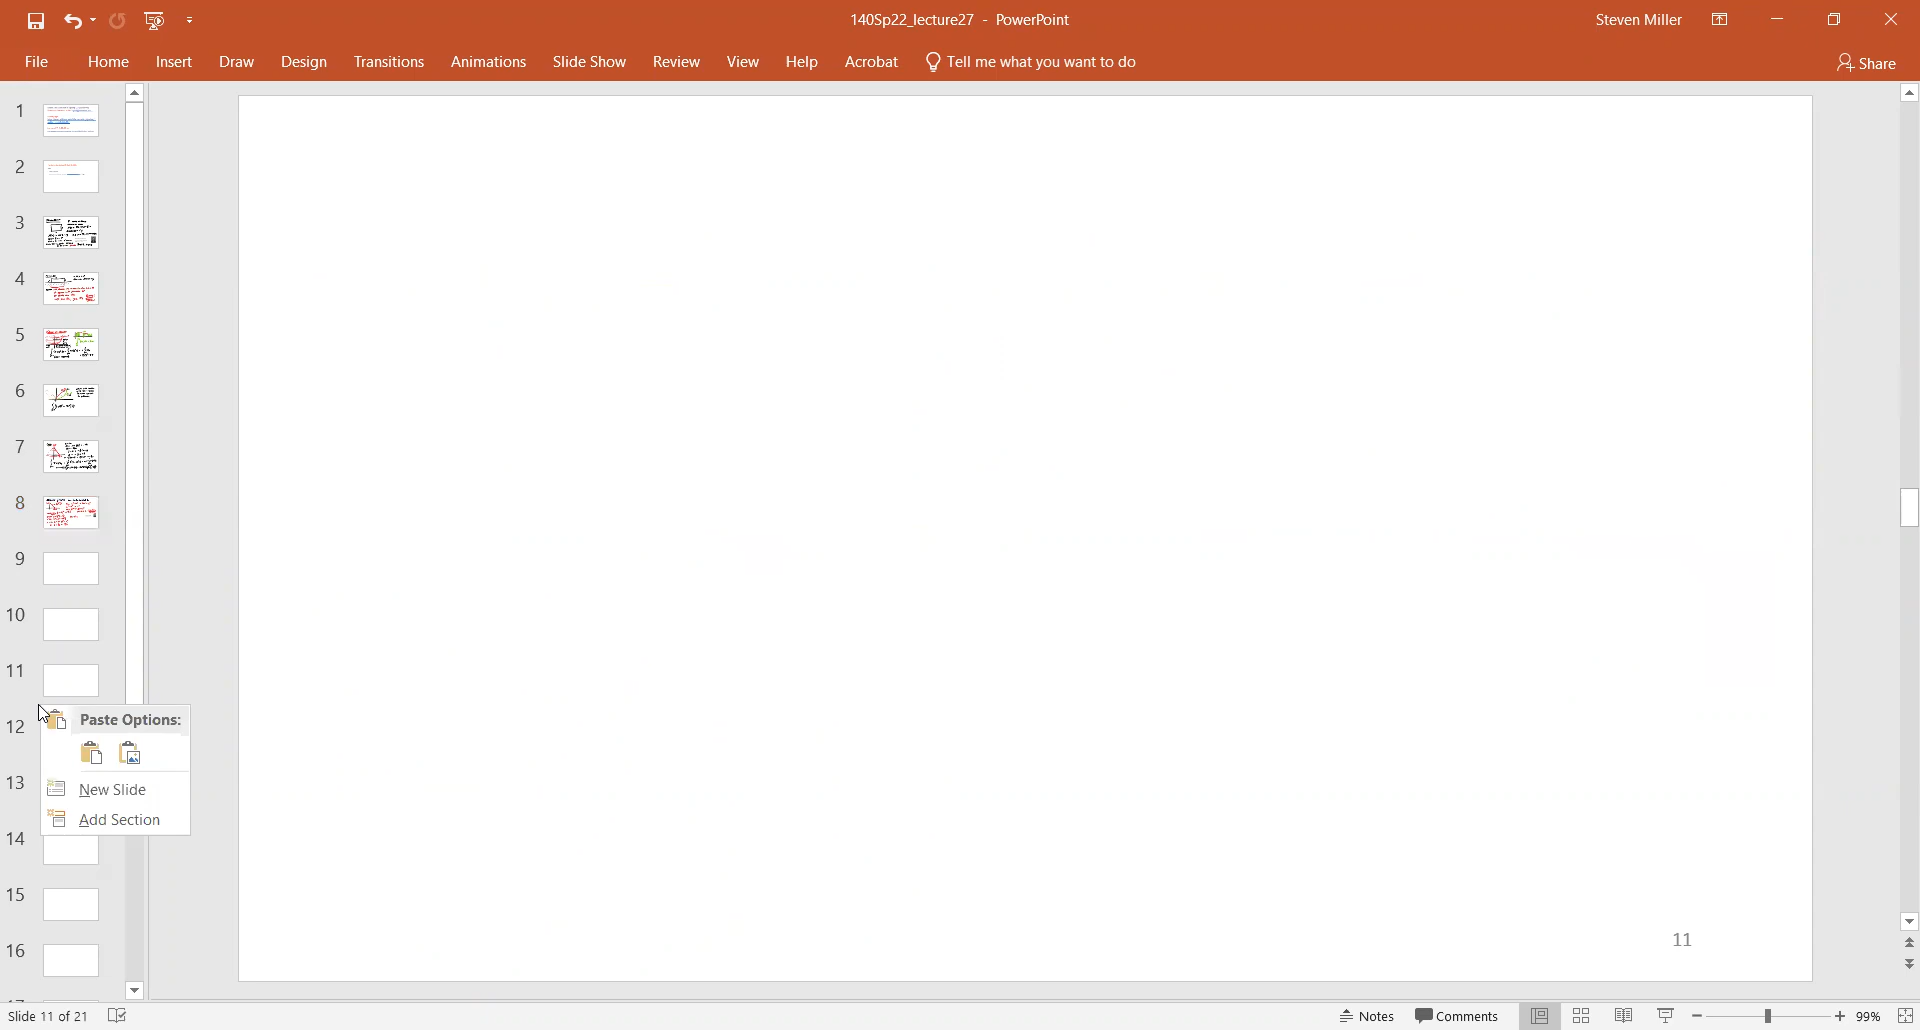 140Sp22_lecture27 - PowerPoint
Steven Miller
File Home Insert Draw Design Transitions Animations Slide Show Review View Help Acrobat Tell me what you want to do
Share
1
2
3
4
5
6
7
8
9
10
11
12
13
14
15
16
Paste Options:
New Slide
Add Section
11
Slide 11 of 21
Notes
Comments
99%